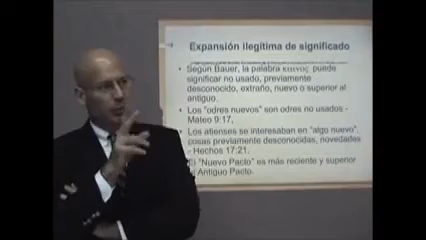 Expansión ilegítima de significado
• Según Bauer, la palabra καινος, puede
significar no usado, previamente
desconocido, extraño, nuevo o superior al
antiguo.
• Los "odres nuevos" son odres no usados -
Mateo 9:17,
• Los atienses se interesaban en "algo nuevo",
cosas previamente desconocidas, novedades
- Hechos 17:21.
• El "Nuevo Pacto" es más reciente y superior
al Antiguo Pacto.